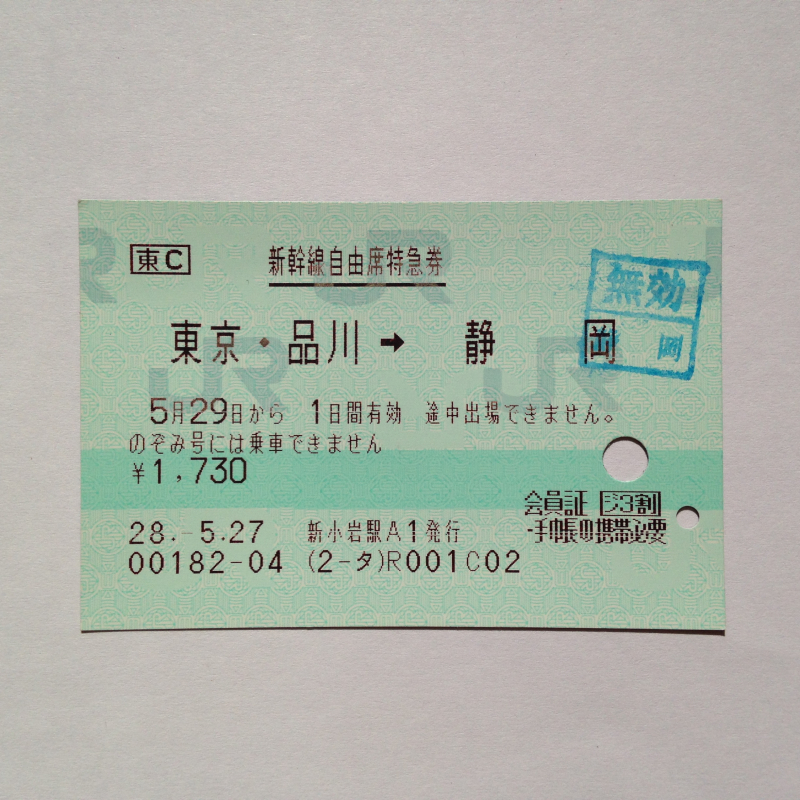 東C
新幹線自由席特急券
無効
東京・品川→静岡
5月29日から 1日間有効 途中出場できません。
のぞみ号には乗車できません
¥1,730
会員証 ジ3割
手帳の携帯必要
28.-5.27 新小岩駅A1発行
00182-04 (2-タ)R001C02